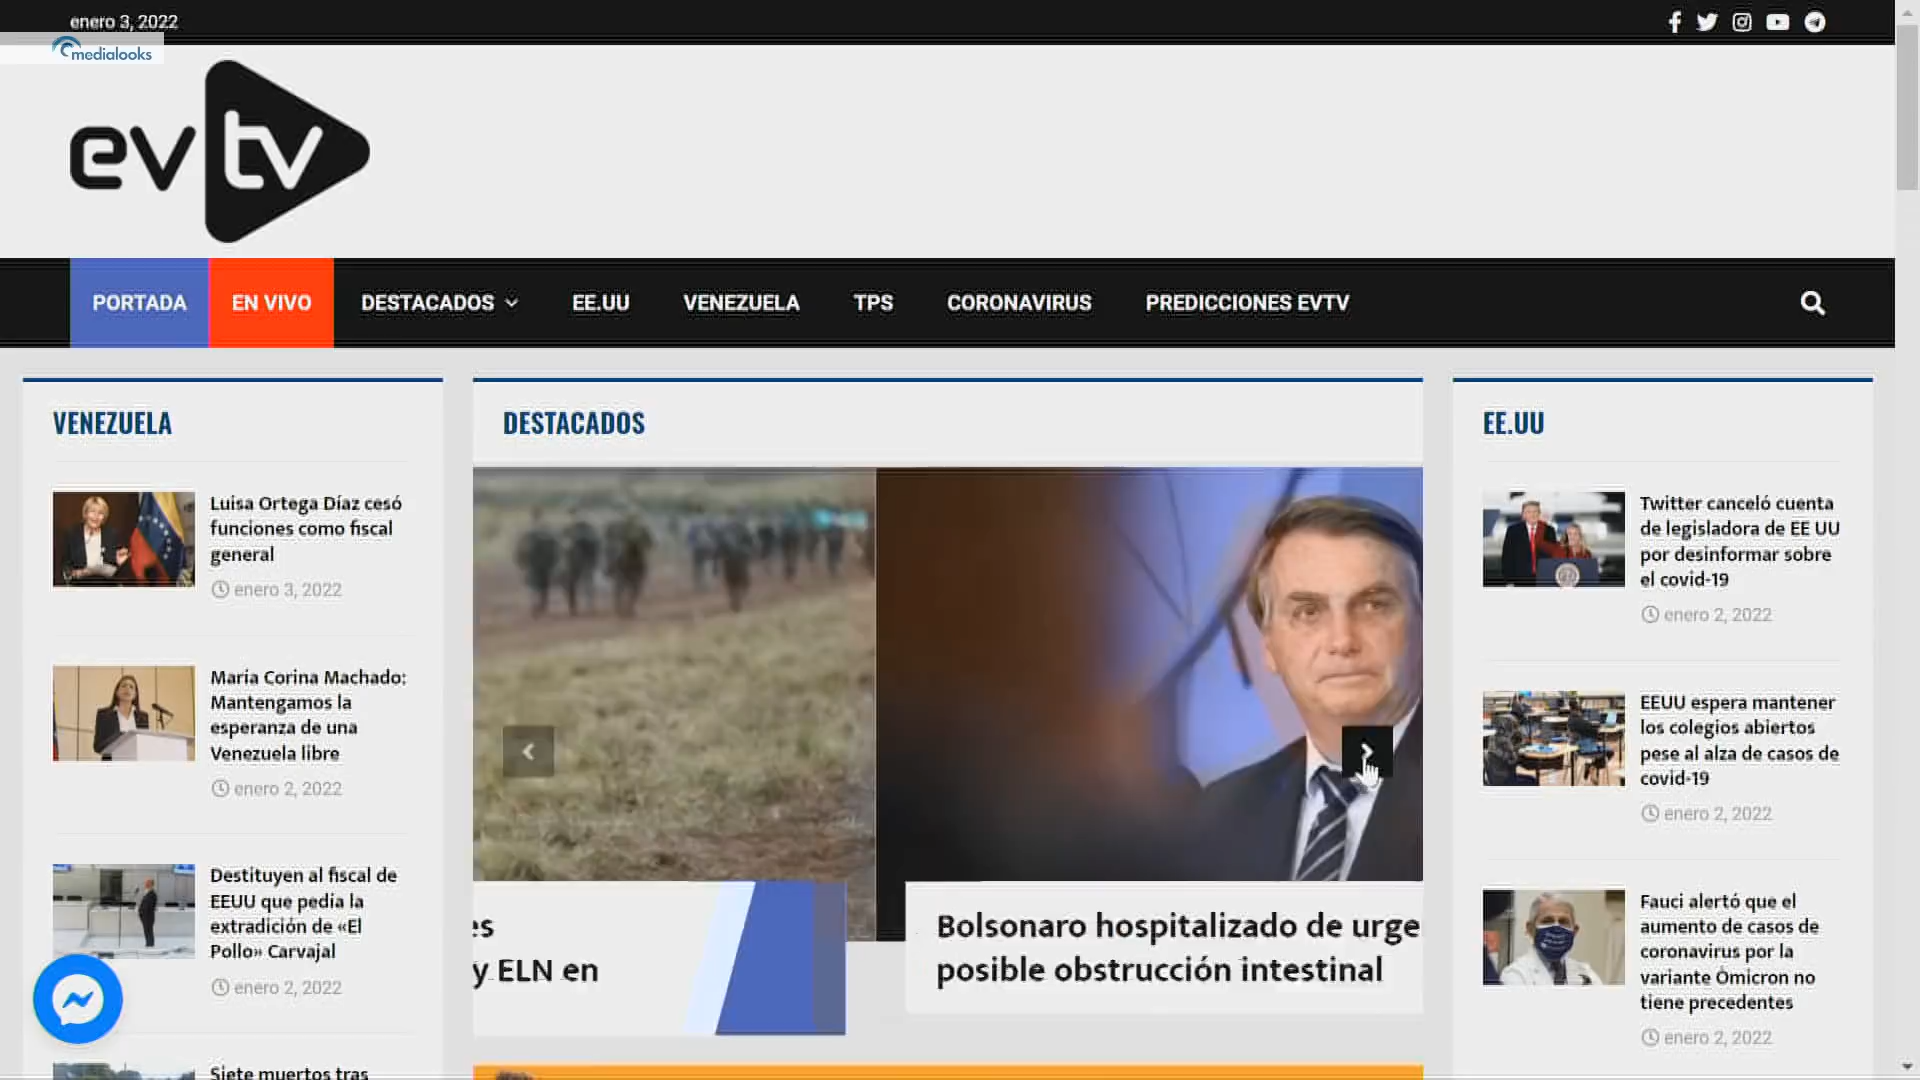 enero 3, 2022
medialooks
evtv
PORTADA
EN VIVO
DESTACADOS
EE.UU
VENEZUELA
TPS
CORONAVIRUS
PREDICCIONES EVTV
VENEZUELA
Luisa Ortega Díaz cesó
funciones como fiscal
general
enero 3, 2022
María Corina Machado:
Mantengamos la
esperanza de una
Venezuela libre
enero 2, 2022
Destituyen al fiscal de
EEUU que pedía la
extradición de «El
Pollo» Carvajal
enero 2, 2022
Siete muertos tras
DESTACADOS
y ELN en
Bolsonaro hospitalizado de urge
posible obstrucción intestinal
EE.UU
Twitter canceló cuenta
de legisladora de EE UU
por desinformar sobre
el covid-19
enero 2, 2022
EEUU espera mantener
los colegios abiertos
pese al alza de casos de
covid-19
enero 2, 2022
Fauci alertó que el
aumento de casos de
coronavirus por la
variante Ómicron no
tiene precedentes
enero 2, 2022